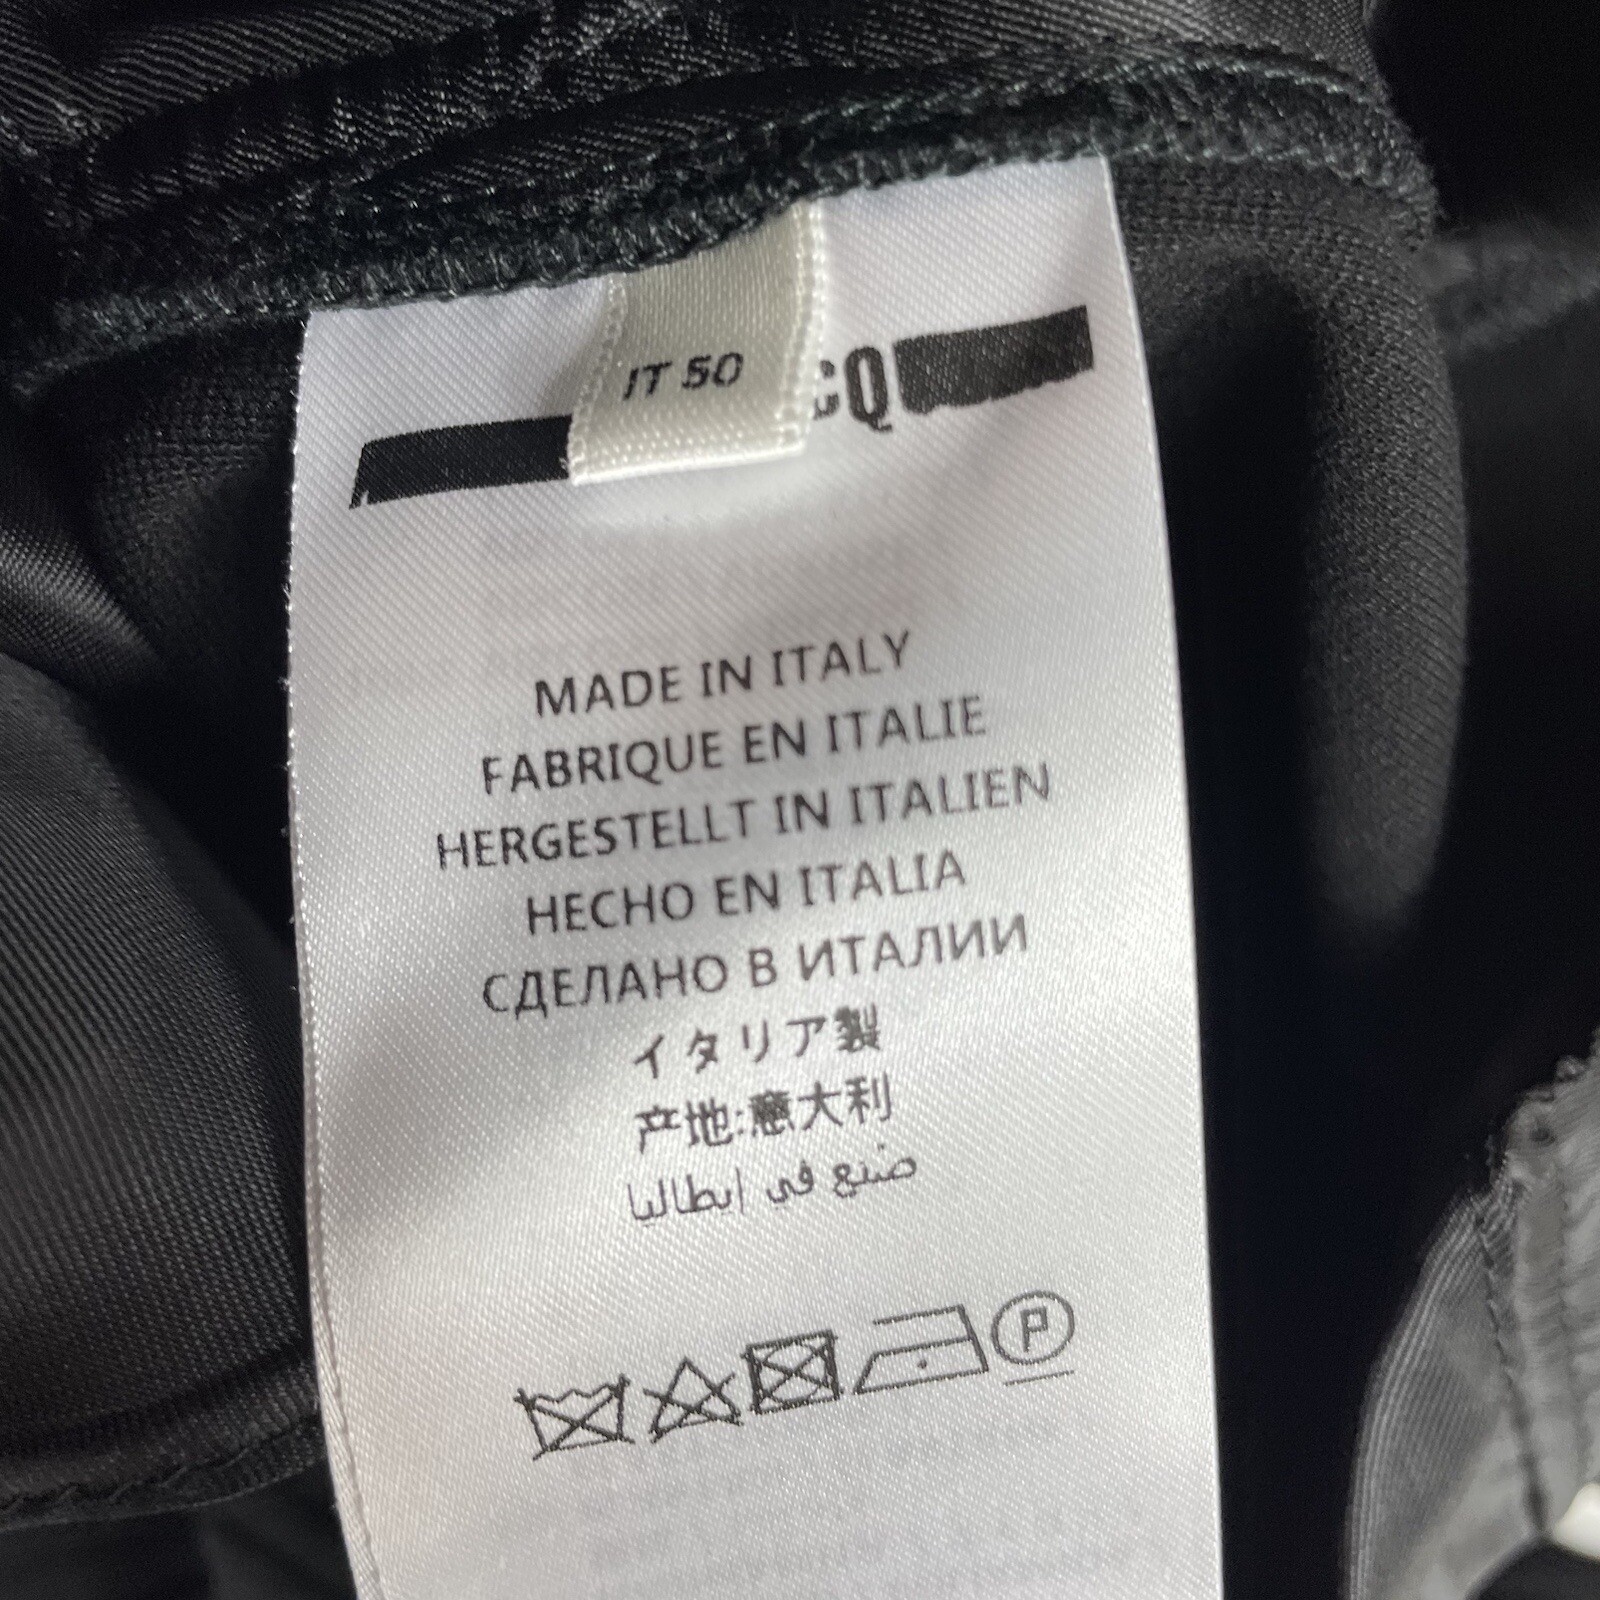 IT 50
CQ
MADE IN ITALY
FABRIQUE EN ITALIE
HERGESTELLT IN ITALIEN
HECHO EN ITALIA
СДЕЛАНО В ИТАЛИИ
イタリア製
产地:意大利
صنع في إيطاليا
P